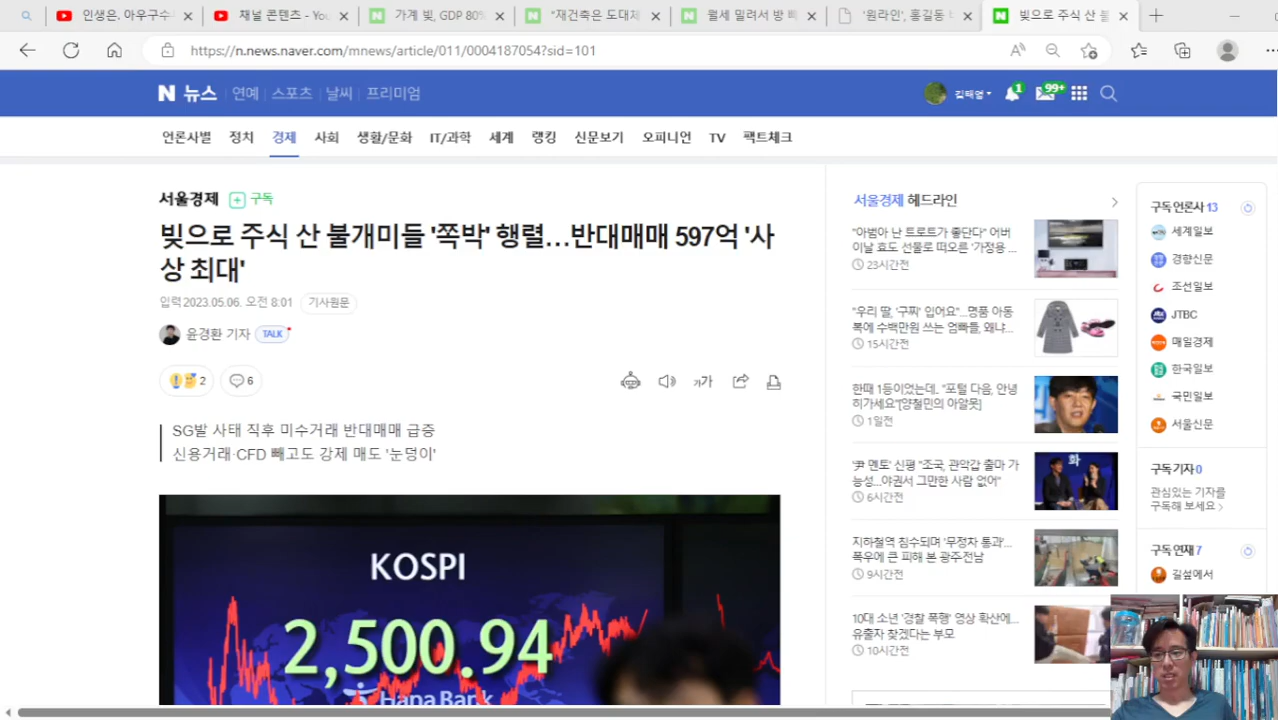 인생은, 아우구스
채널 콘텐츠 - You
가계 빚, GDP 80%
"재건축은 도대체
월세 밀려서 방 빠
'원라인', 홍길동
빚으로 주식 산 불
https://n.news.naver.com/mnews/article/011/0004187054?sid=101
N 뉴스 연예 스포츠 날씨 프리미엄
김태영
1
99+
언론사별 정치 경제 사회 생활/문화 IT/과학 세계 랭킹 신문보기 오피니언 TV 팩트체크
서울경제 구독
빚으로 주식 산 불개미들 '쪽박' 행렬…반대매매 597억 '사
상 최대'
입력 2023.05.06. 오전 8:01 기사원문
윤경환 기자 TALK
2
6
가가
SG발 사태 직후 미수거래 반대매매 급증
신용거래·CFD 빼고도 강제 매도 '눈덩이'
KOSPI
2,500.94
Hana Bank
서울경제 헤드라인
"아범아 난 트로트가 좋단다" 어버
이날 효도 선물로 떠오른 '가정용 ...
23시간전
"우리 딸, '구찌' 입어요"…명품 아동
복에 수백만원 쓰는 엄빠들, 왜냐...
15시간전
한때 1등이었는데.. "포털 다음, 안녕
히가세요"[양철민의 아알못]
1일전
'尹 멘토' 신평 "조국, 관악갑 출마 가
능성…야권서 그만한 사람 없어"
6시간전
화
지하철역 침수되며 '무정차 통과'…
폭우에 큰 피해 본 광주전남
9시간전
10대 소년 '경찰 폭행' 영상 확산에…
유출자 찾겠다는 부모
10시간전
구독 언론사 13
세계일보
경향신문
조선일보
JTBC
매일경제
한국일보
국민일보
서울신문
구독 기자 0
관심있는 기자를
구독해 보세요
구독 연재 7
길섶에서